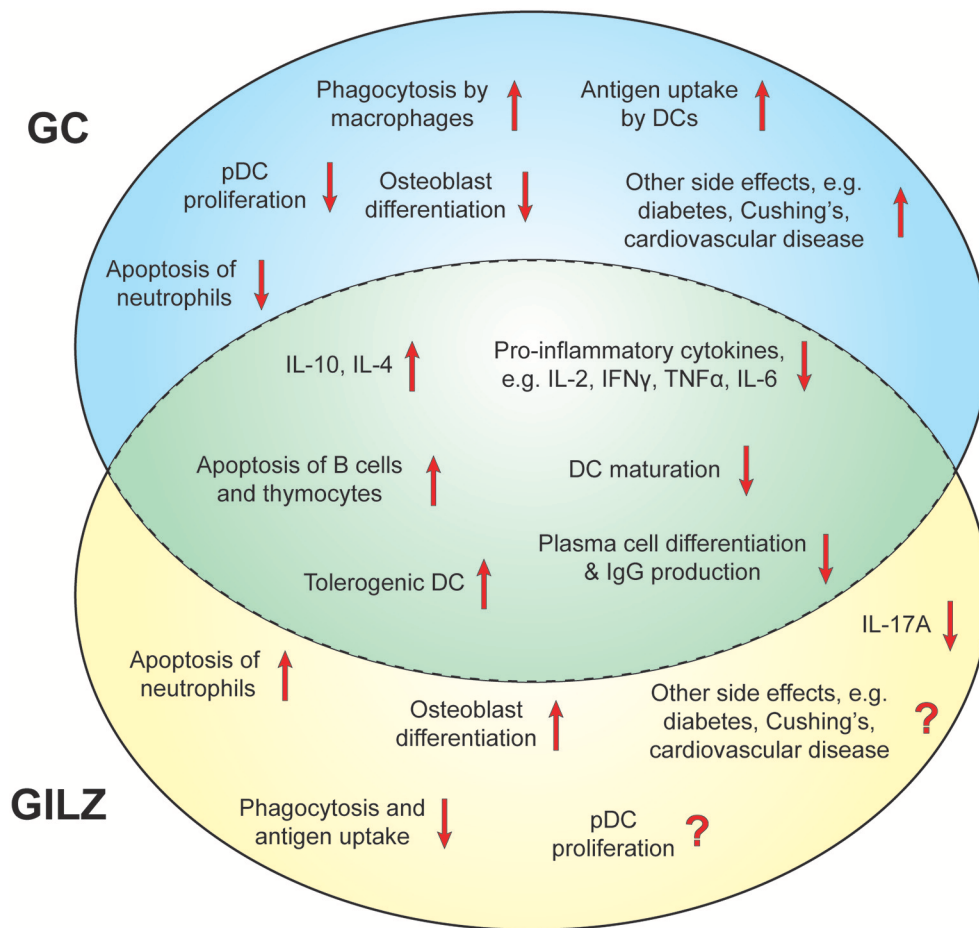 GC
Phagocytosis by
macrophages
Antigen uptake
by DCs
pDC
proliferation
Osteoblast
differentiation
Other side effects, e.g.
diabetes, Cushing's,
cardiovascular disease
Apoptosis of
neutrophils
IL-10, IL-4
Pro-inflammatory cytokines,
e.g. IL-2, IFNγ, TNFα, IL-6
Apoptosis of B cells
and thymocytes
DC maturation
Plasma cell differentiation
& IgG production
Tolerogenic DC
IL-17A
Apoptosis of
neutrophils
Osteoblast
differentiation
Other side effects, e.g.
diabetes, Cushing's,
cardiovascular disease
?
GILZ
Phagocytosis and
antigen uptake
pDC
proliferation
?